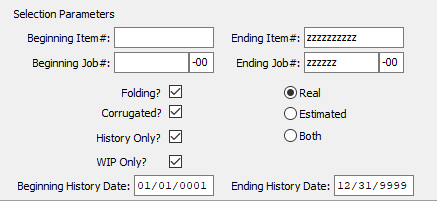 Selection Parameters
Beginning Item#: Ending Item#: zzzzzzzzzz
Beginning Job#: -00 Ending Job#: zzzzzz -00
Folding? Real
Corrugated? Estimated
History Only? Both
WIP Only?
Beginning History Date: 01/01/0001 Ending History Date: 12/31/9999